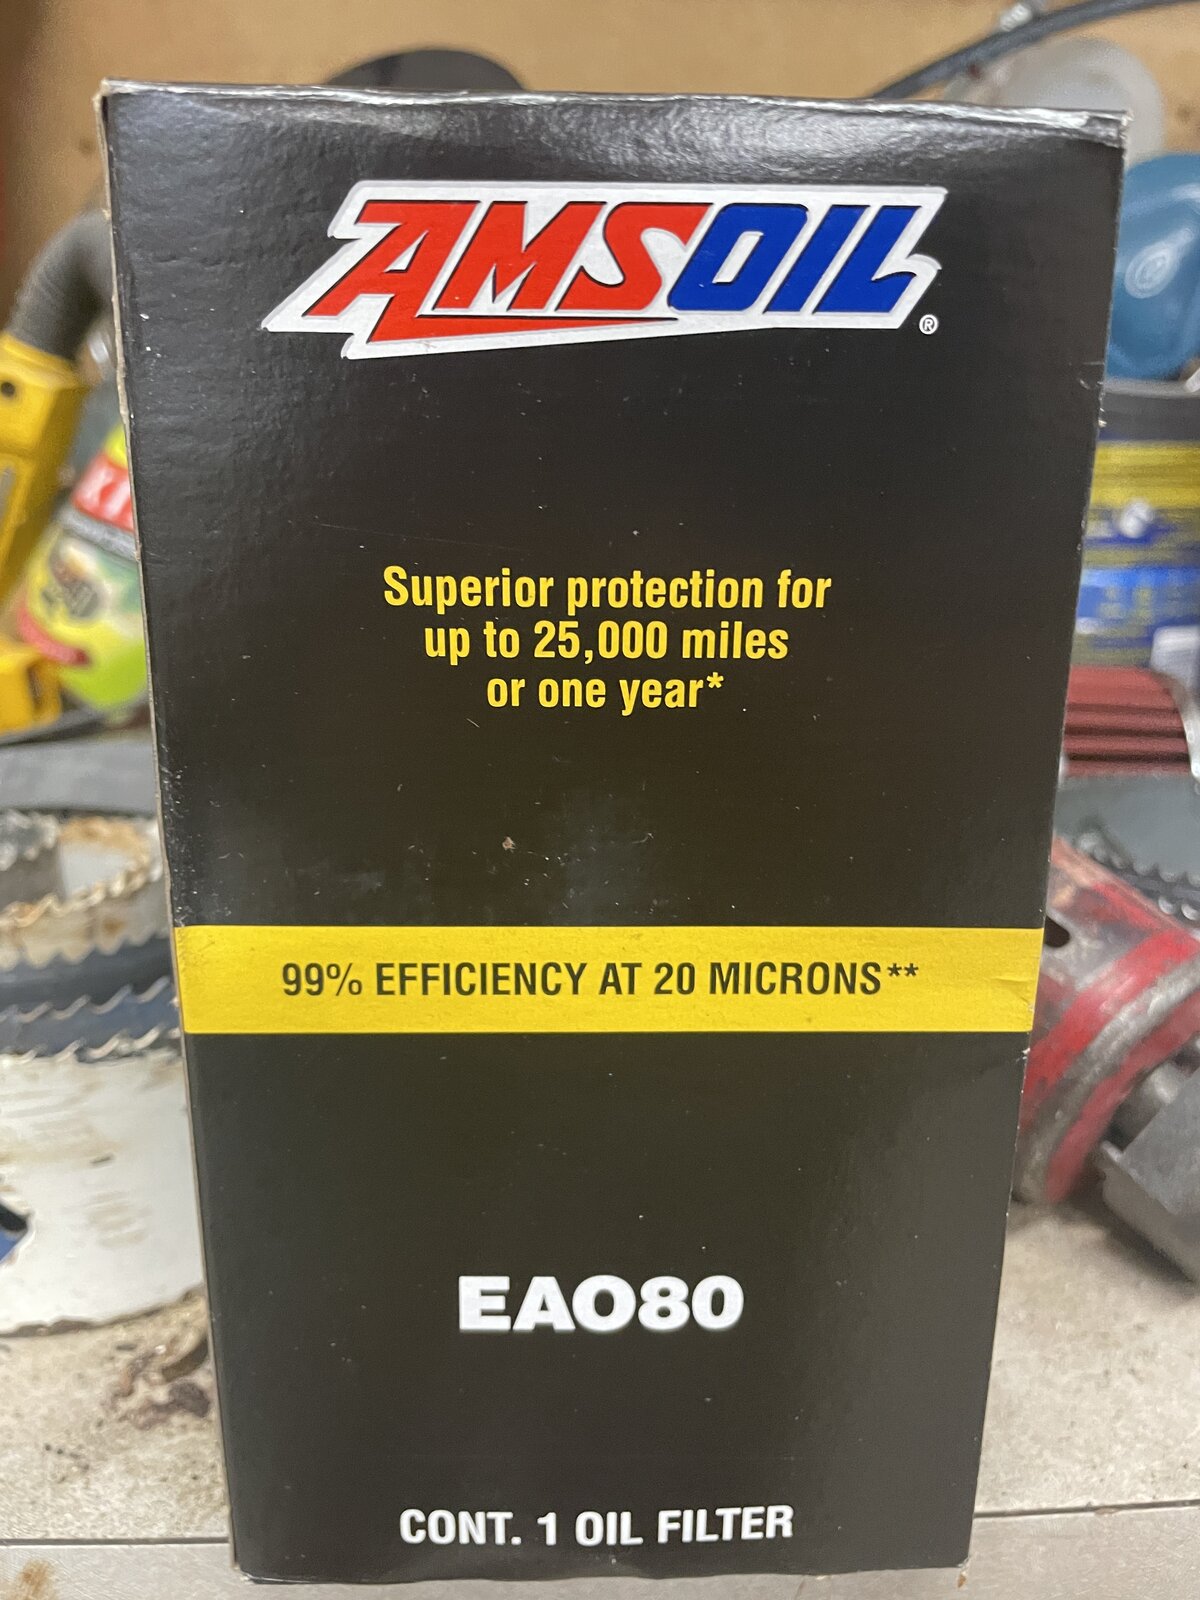 AMSOIL®
Superior protection for
up to 25,000 miles
or one year*
99% EFFICIENCY AT 20 MICRONS**
EAO80
CONT. 1 OIL FILTER